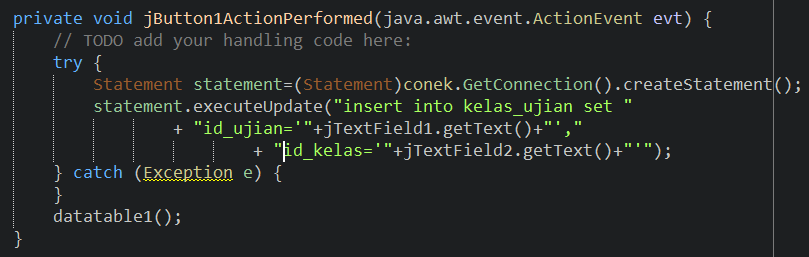 private void jButton1ActionPerformed(java.awt.event.ActionEvent evt) {
// TODO add your handling code here:
try {
Statement statement=(Statement)conek.GetConnection().createStatement();
statement.executeUpdate("insert into kelas_ujian set "
+ "id_ujian='"+jTextField1.getText()+"',"
+ "id_kelas='"+jTextField2.getText()+"'");
} catch (Exception e) {
}
datatable1();
}